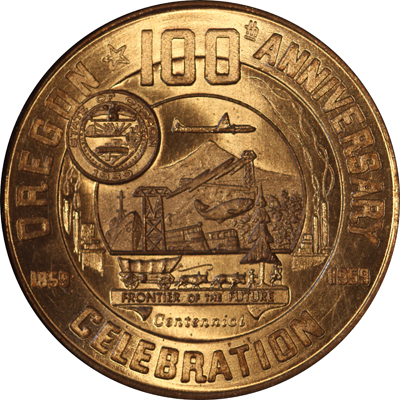 OREGON ★ 100th ANNIVERSARY
CELEBRATION
1859
1959
FRONTIER OF THE FUTURE
Centennial